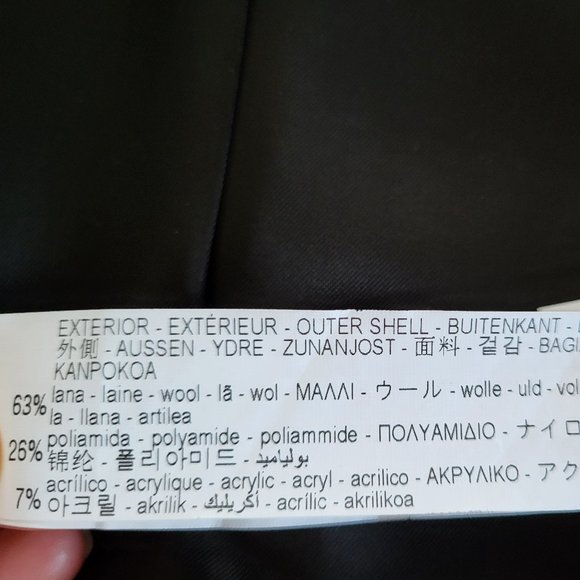 EXTERIOR - EXTÉRIEUR - OUTER SHELL - BUITENKANT -
外側 - AUSSEN - YDRE - ZUNANJOST - 面料 - 겉감 - BAGI
KANPOKOA
63% lana - laine - wool - lã - wol - ΜΑΛΛΙ - ウール - wolle - uld - vol
la - llana - artilea
26% poliamida - polyamide - poliammide - ΠΟΛΥΑΜΙΔΙΟ - ナイロ
锦纶 - 폴리아미드 - بولياميد
7% acrílico - acrylique - acrylic - acryl - acrilico - ΑΚΡΥΛΙΚΟ - アク
아크릴 - akrilik - أكريليك - acrílic - akrilikoa